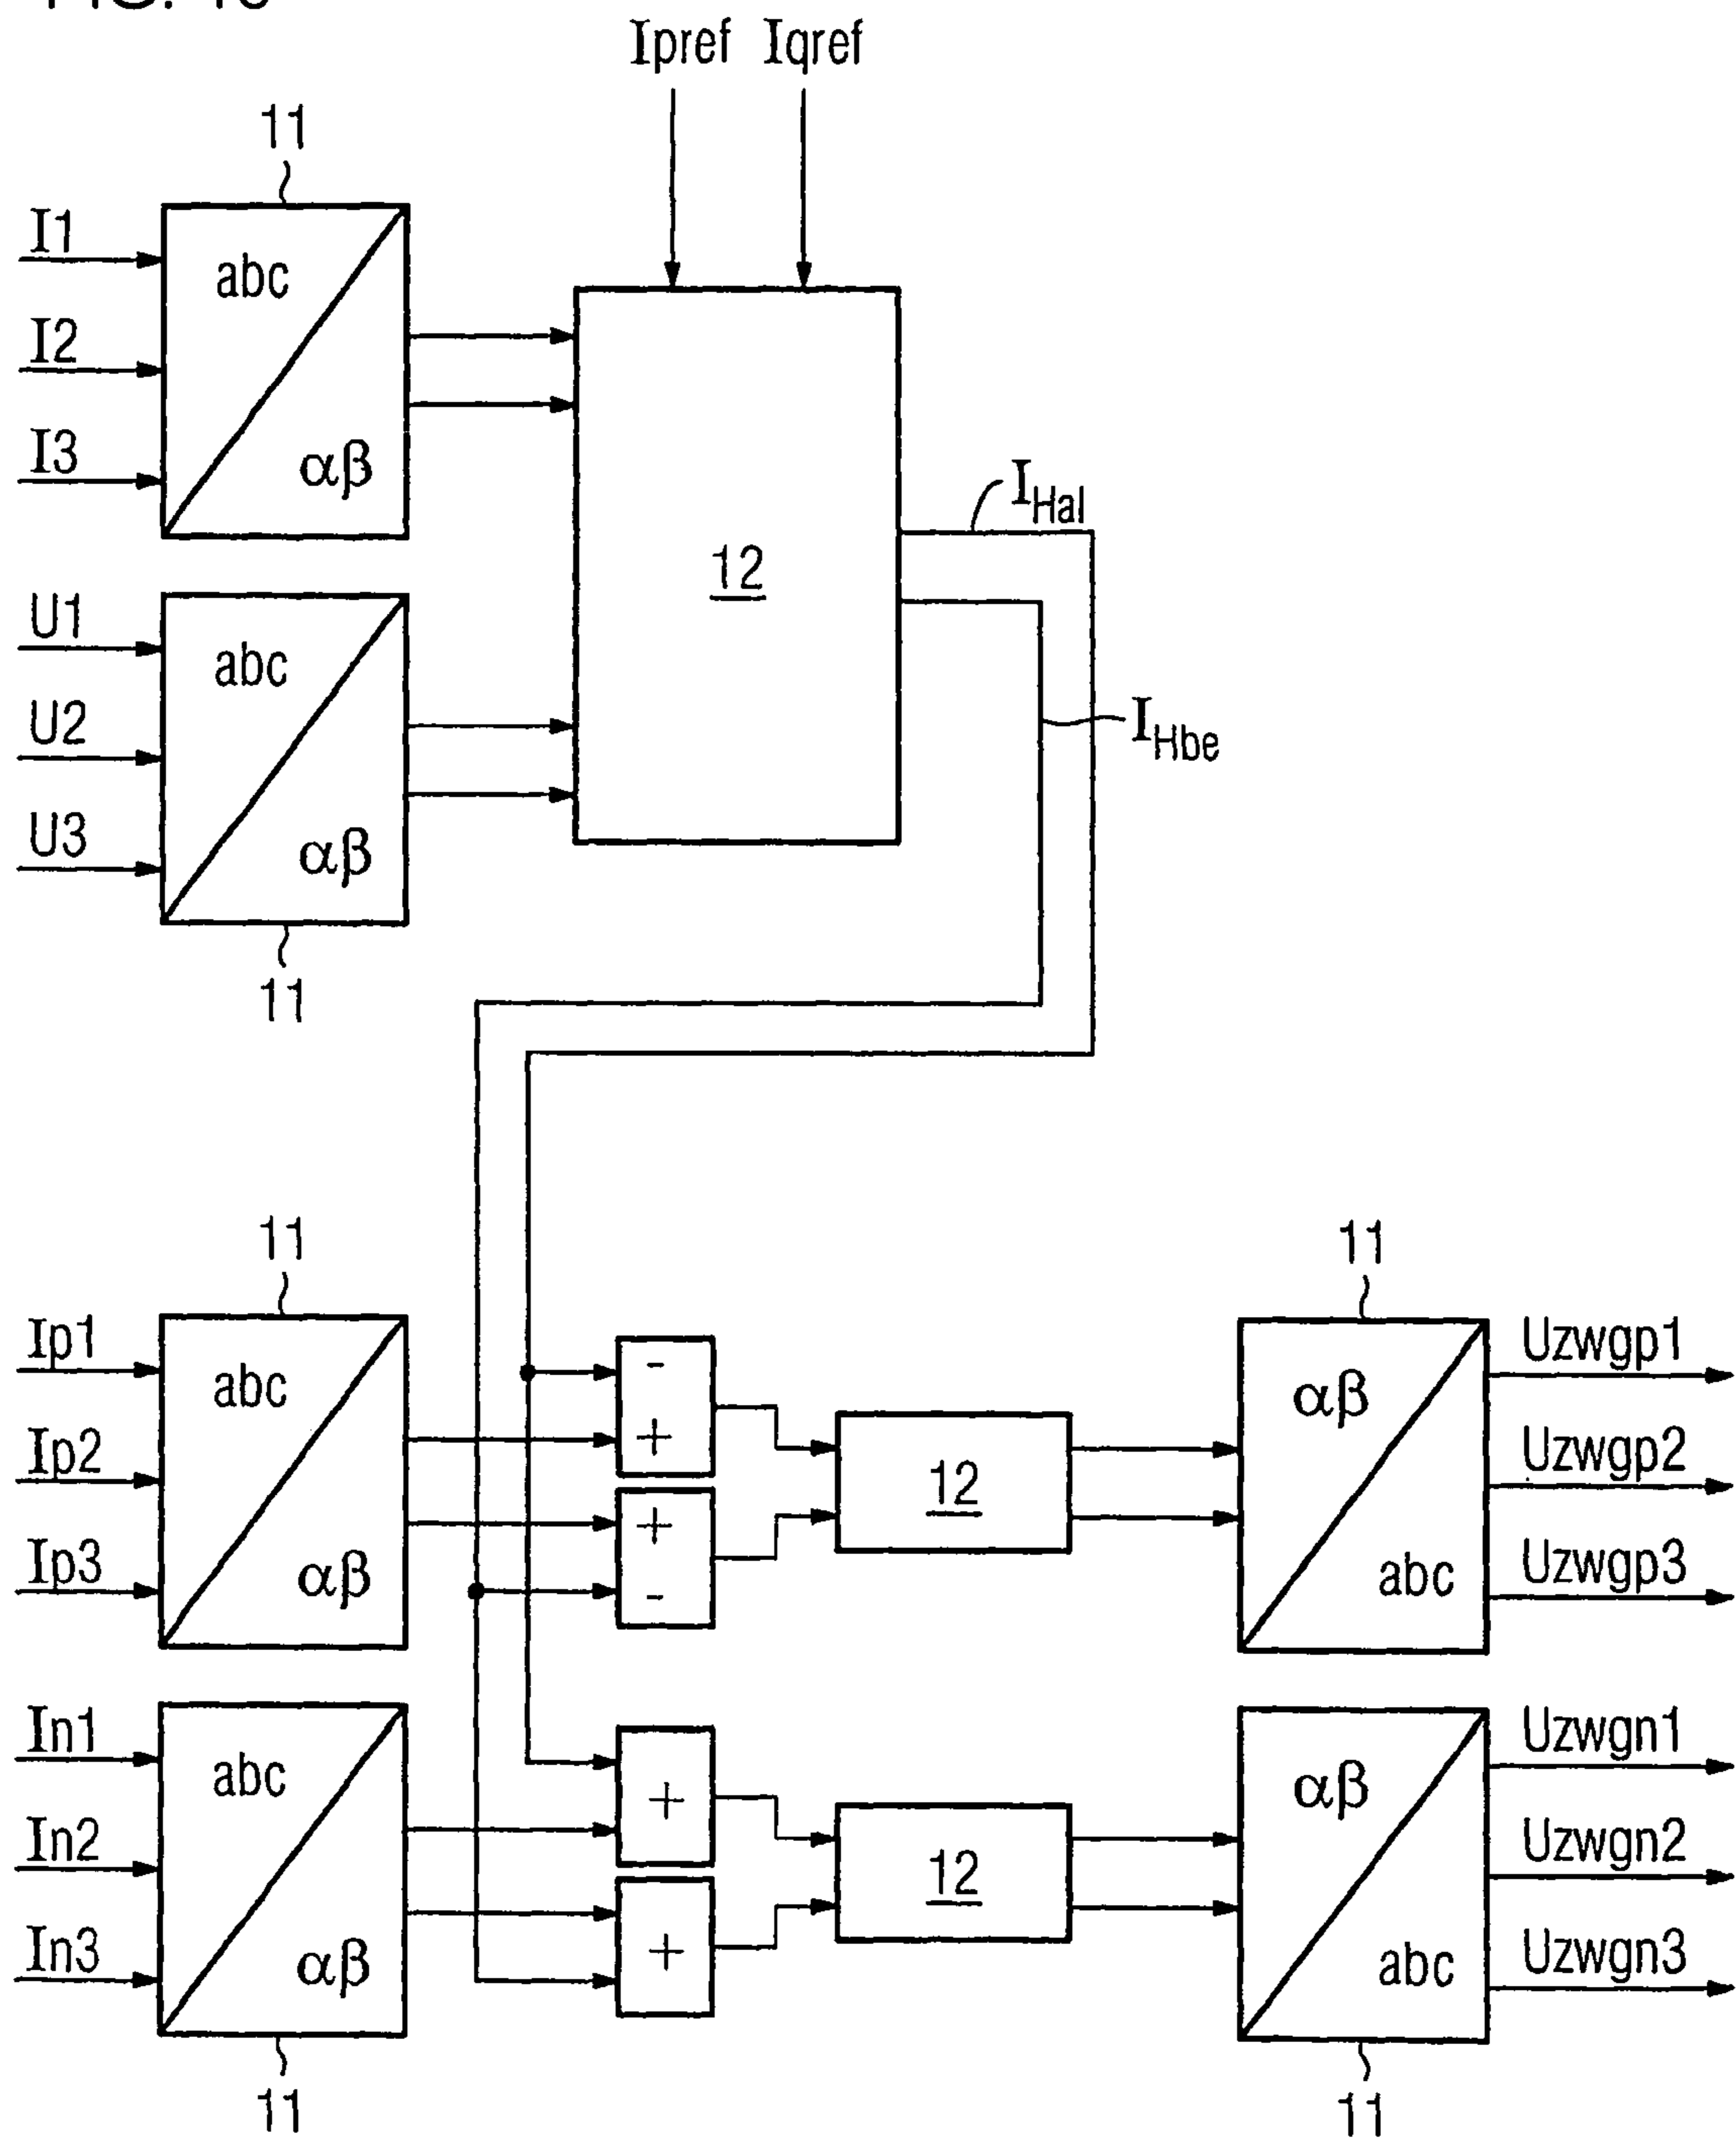 Ipref Iqref
11
I1
I2
I3
abc
αβ
12
I_Hal
I_Hbe
U1
U2
U3
abc
αβ
11
11
Ip1
Ip2
Ip3
abc
αβ
-
+
+
-
12
11
αβ
abc
Uzwgp1
Uzwgp2
Uzwgp3
In1
In2
In3
abc
αβ
11
+
+
12
αβ
abc
11
Uzwgn1
Uzwgn2
Uzwgn3